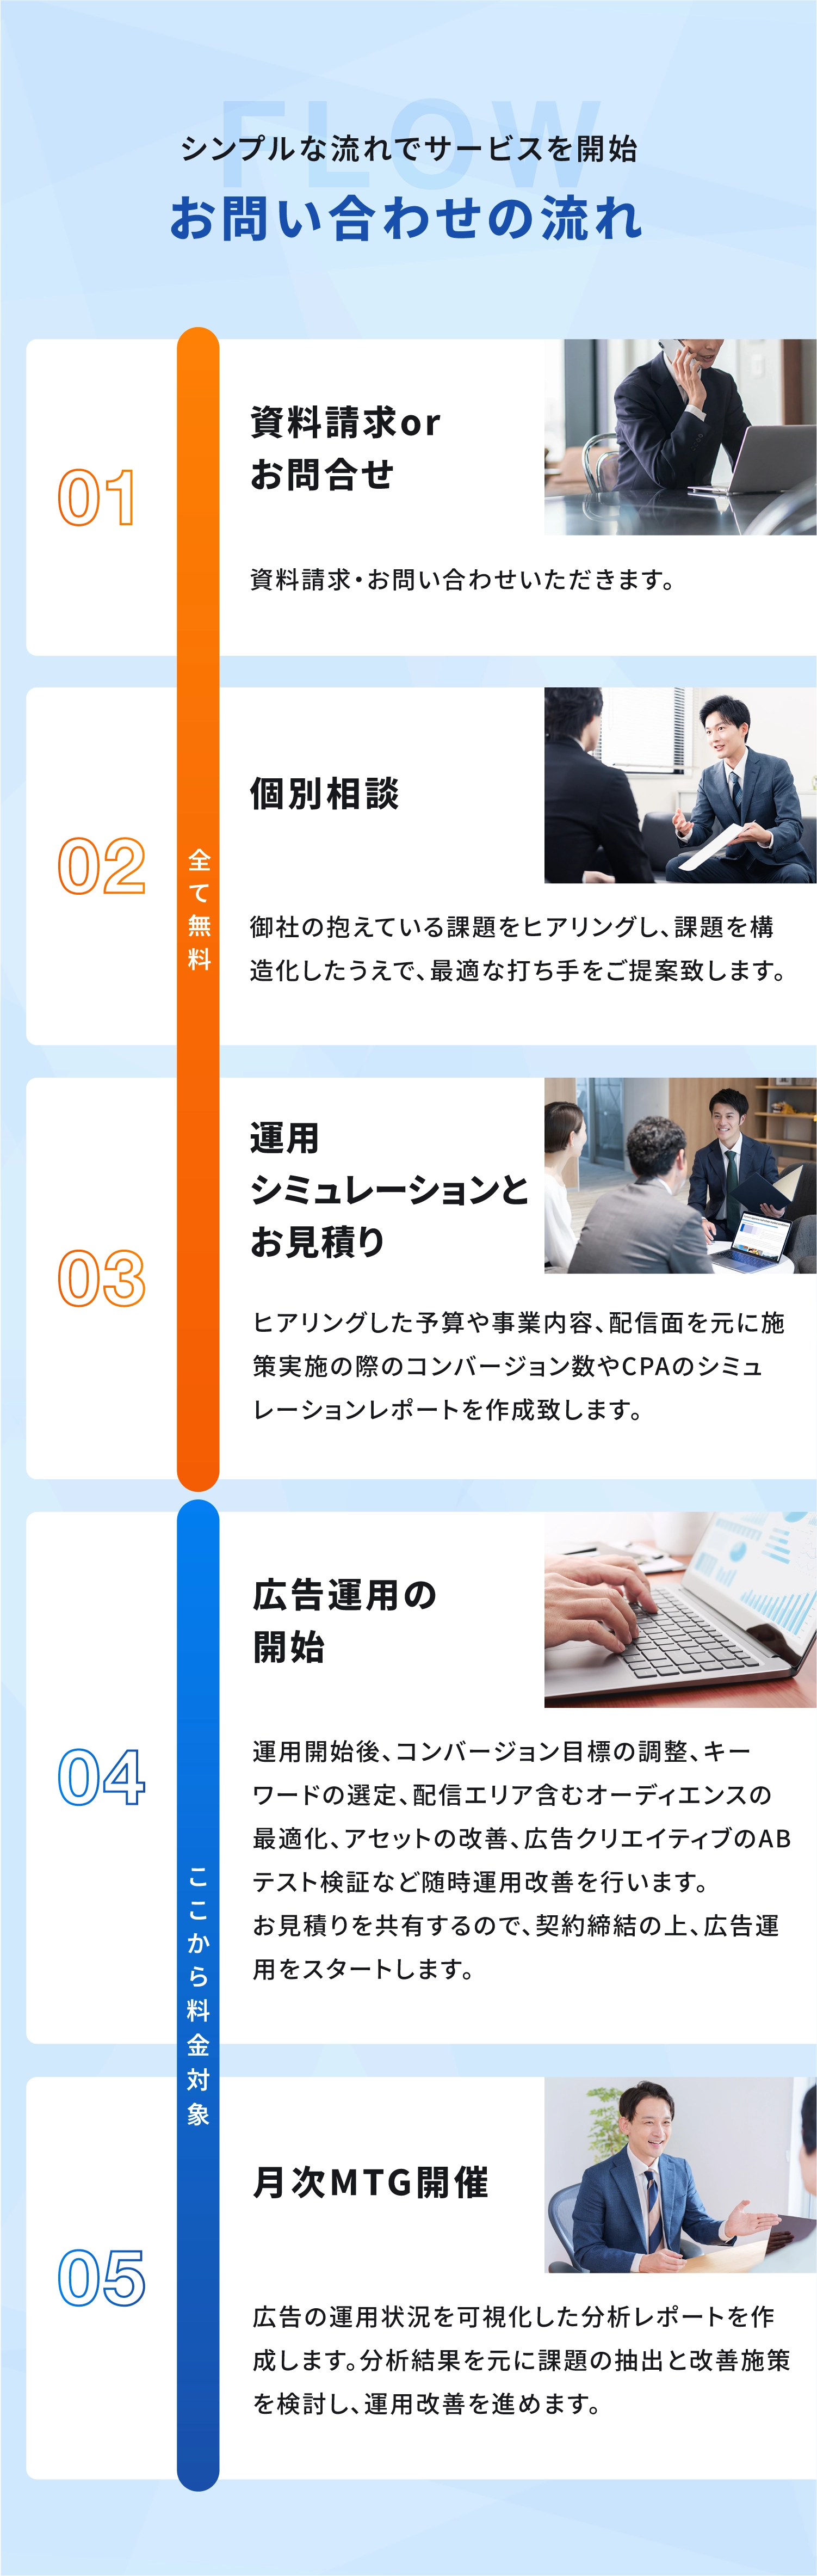 FLOW
シンプルな流れでサービスを開始
お問い合わせの流れ
01
資料請求or
お問合せ
資料請求・お問い合わせいただきます。
全て無料
02
個別相談
御社の抱えている課題をヒアリングし、課題を構
造化したうえで、最適な打ち手をご提案致します。
03
運用
シミュレーションと
お見積り
ヒアリングした予算や事業内容、配信面を元に施
策実施の際のコンバージョン数やCPAのシミュ
レーションレポートを作成致します。
04
広告運用の
開始
運用開始後、コンバージョン目標の調整、キー
ワードの選定、配信エリア含むオーディエンスの
最適化、アセットの改善、広告クリエイティブのAB
テスト検証など随時運用改善を行います。
お見積りを共有するので、契約締結の上、広告運
用をスタートします。
ここから料金対象
05
月次MTG開催
広告の運用状況を可視化した分析レポートを作
成します。分析結果を元に課題の抽出と改善施策
を検討し、運用改善を進めます。